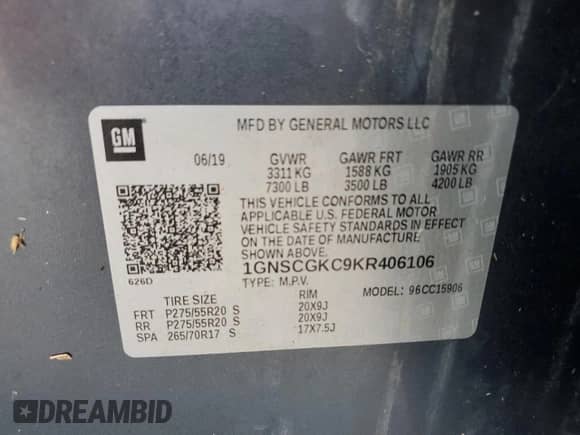 GM
MFD BY GENERAL MOTORS LLC
06/19 GVWR GAWR FRT GAWR RR
3311 KG 1588 KG 1905 KG
7300 LB 3500 LB 4200 LB
THIS VEHICLE CONFORMS TO ALL
APPLICABLE U.S. FEDERAL MOTOR
VEHICLE SAFETY STANDARDS IN EFFECT
ON THE DATE OF MANUFACTURE
SHOWN ABOVE.
1GNSCGKC9KR406106
626D TYPE: M.P.V. MODEL: 96CC15906
TIRE SIZE RIM
FRT P275/55R20 S 20X9J
RR P275/55R20 S 20X9J
SPA 265/70R17 S 17X7.5J
DREAMBID